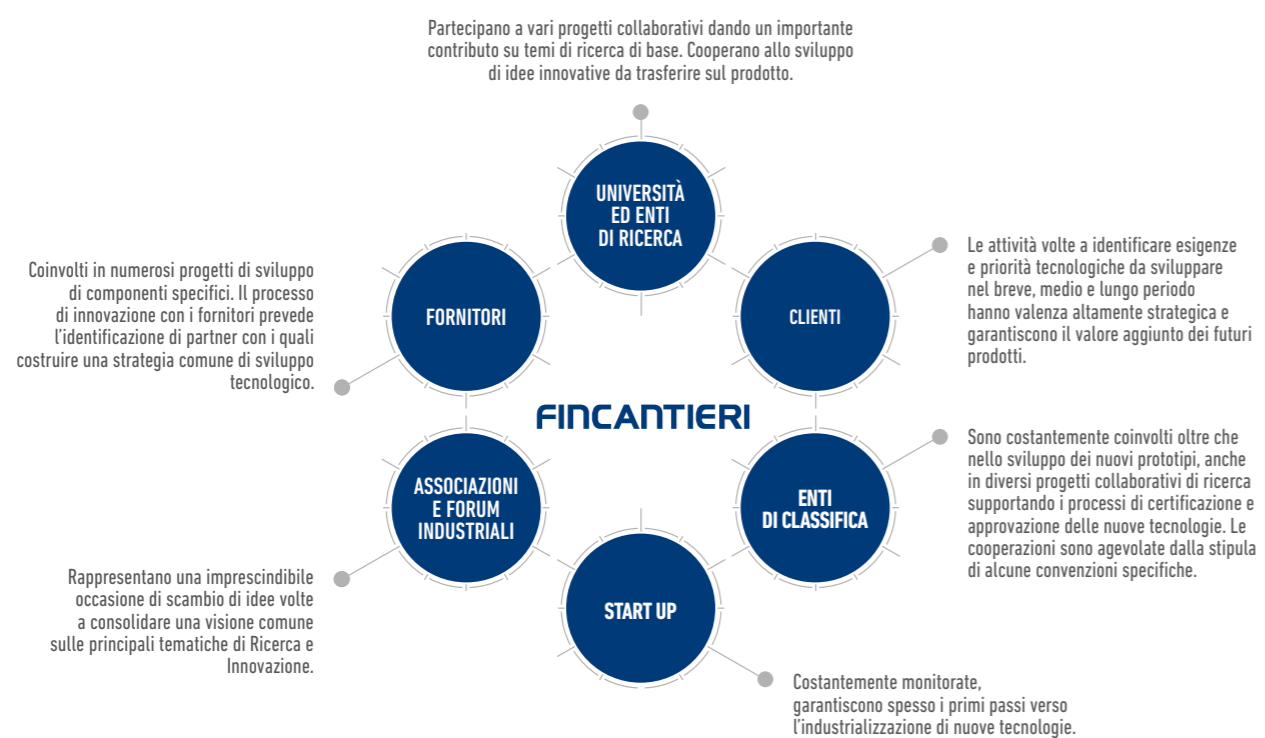 Partecipano a vari progetti collaborativi dando un importante
contributo su temi di ricerca di base. Cooperano allo sviluppo
di idee innovative da trasferire sul prodotto.
UNIVERSITÀ
ED ENTI
DI RICERCA
Coinvolti in numerosi progetti di sviluppo
di componenti specifici. Il processo
di innovazione con i fornitori prevede
l’identificazione di partner con i quali
costruire una strategia comune di sviluppo
tecnologico.
FORNITORI
CLIENTI
Le attività volte a identificare esigenze
e priorità tecnologiche da sviluppare
nel breve, medio e lungo periodo
hanno valenza altamente strategica e
garantiscono il valore aggiunto dei futuri
prodotti.
FINCANTIERI
ASSOCIAZIONI
E FORUM
INDUSTRIALI
ENTI
DI CLASSIFICA
Sono costantemente coinvolti oltre che
nello sviluppo dei nuovi prototipi, anche
in diversi progetti collaborativi di ricerca
supportando i processi di certificazione e
approvazione delle nuove tecnologie. Le
cooperazioni sono agevolate dalla stipula
di alcune convenzioni specifiche.
Rappresentano una imprescindibile
occasione di scambio di idee volte
a consolidare una visione comune
sulle principali tematiche di Ricerca e
Innovazione.
START UP
Costantemente monitorate,
garantiscono spesso i primi passi verso
l’industrializzazione di nuove tecnologie.